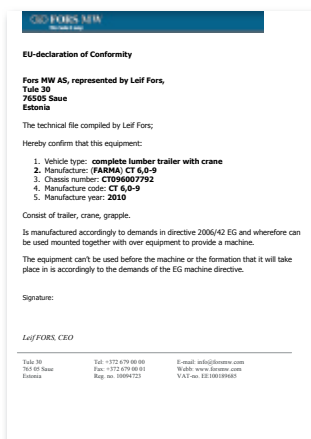 FORS MW
EU-declaration of Conformity
Fors MW AS, represented by Leif Fors,
Tule 30
76505 Saue
Estonia
The technical file compiled by Leif Fors;
Hereby confirm that this equipment:
1. Vehicle type: complete lumber trailer with crane
2. Manufacture: (FARMA) CT 6,0-9
3. Chassis number: CT096007792
4. Manufacture code: CT 6,0-9
5. Manufacture year: 2010
Consist of trailer, crane, grapple.
Is manufactured accordingly to demands in directive 2006/42 EG and wherefore can
be used mounted together with over equipment to provide a machine.
The equipment can't be used before the machine or the formation that it will take
place in is accordingly to the demands of the EG machine directive.
Signature:
Leif FORS, CEO
Tule 30 Tel: +372 679 00 00 E-mail: info@forsmw.com
765 05 Saue Fax: +372 679 00 01 Webb: www.forsmw.com
Estonia Reg. no. 10094723 VAT-no. EE100189685